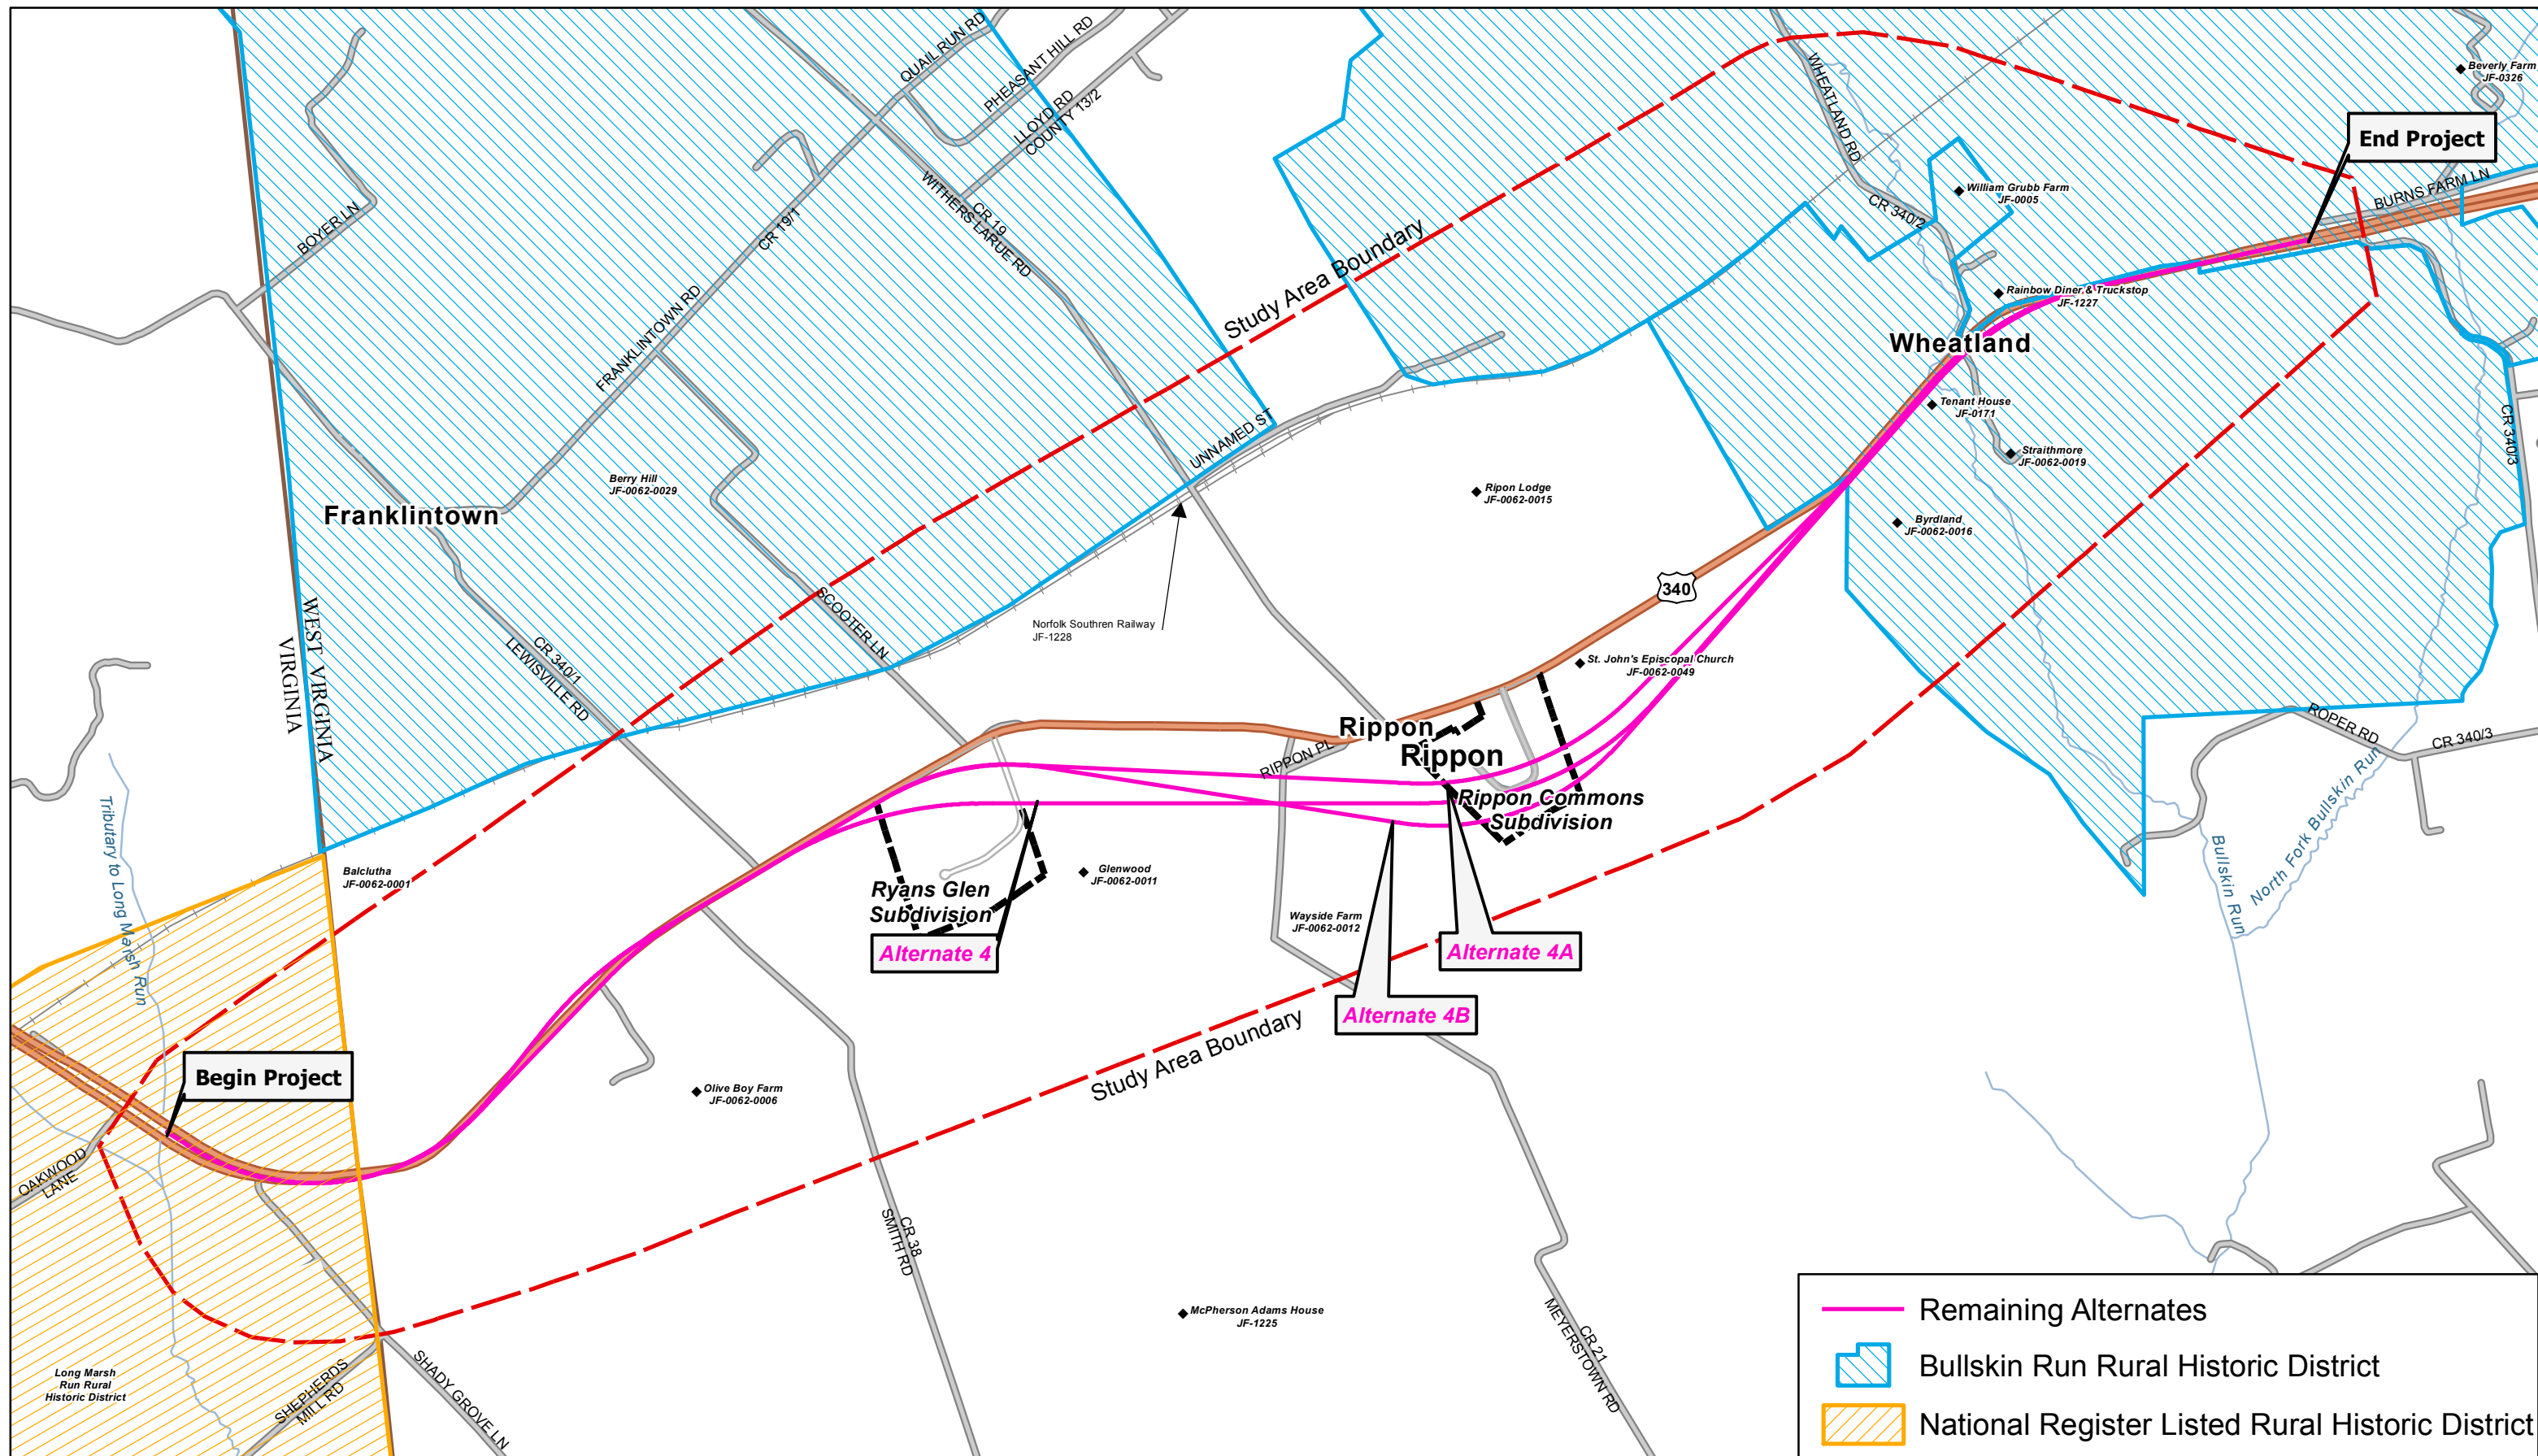 QUAIL RUN RD
PHEASANT HILL RD
LLOYD RD
COUNTY 13/2
WHEATLAND RD
Beverly Farm
JF-0326
End Project
BOYER LN
CR 19/1
CR 19
WITHERS LARUE RD
CR 340/2
William Grubb Farm
JF-0005
BURNS FARM LN
Study Area Boundary
Rainbow Diner & Truckstop
JF-1227
Wheatland
FRANKLINTOWN RD
Tenant House
JF-0171
CR 340/3
UNNAMED ST
Straithmore
JF-0062-0019
Berry Hill
JF-0062-0029
Franklintown
Ripon Lodge
JF-0062-0015
Byrdland
JF-0062-0016
340
SCOOTER LN
Norfolk Southren Railway
JF-1228
WEST VIRGINIA
VIRGINIA
CR 340/1
LEWISVILLE RD
St. John's Episcopal Church
JF-0062-0049
Rippon
RIPPON PL
Rippon
ROPER RD
CR 340/3
Rippon Commons
Subdivision
Tributary to Long Marsh Run
Balclutha
JF-0062-0001
Ryans Glen
Subdivision
Glenwood
JF-0062-0011
Wayside Farm
JF-0062-0012
Bullskin Run
North Fork Bullskin Run
Alternate 4
Alternate 4A
Alternate 4B
Begin Project
Study Area Boundary
Olive Boy Farm
JF-0062-0006
OAKWOOD
LANE
CR 38
SMITH RD
McPherson Adams House
JF-1225
CR 21
MEYERSTOWN RD
Long Marsh
Run Rural
Historic District
SHEPHERDS
MILL RD
SHADY GROVE LN
Remaining Alternates
Bullskin Run Rural Historic District
National Register Listed Rural Historic District